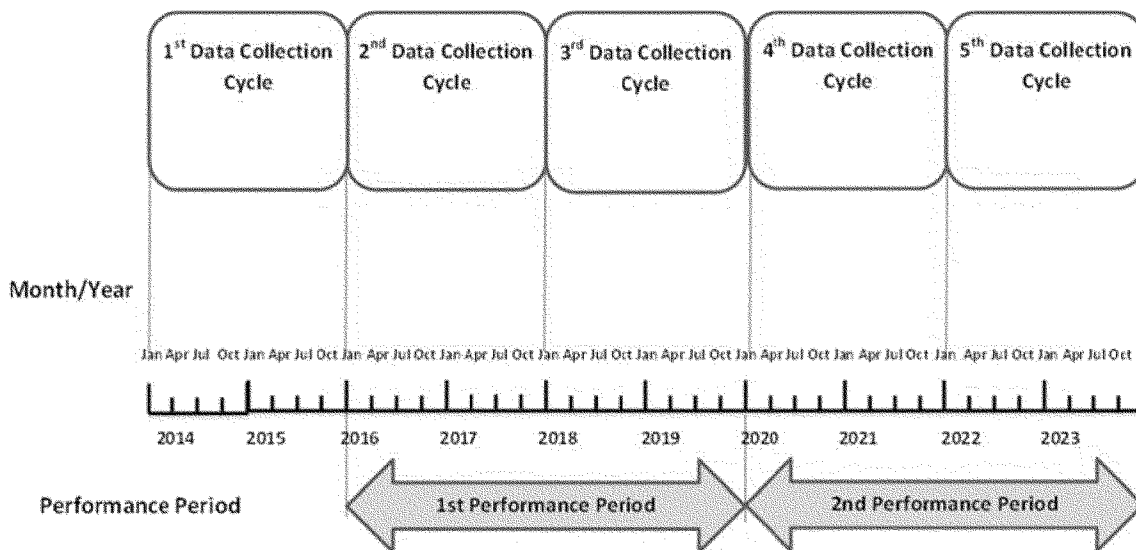 1st Data Collection Cycle
2nd Data Collection Cycle
3rd Data Collection Cycle
4th Data Collection Cycle
5th Data Collection Cycle
Month/Year
Jan Apr Jul Oct Jan Apr Jul Oct Jan Apr Jul Oct Jan Apr Jul Oct Jan Apr Jul Oct Jan Apr Jul Oct Jan Apr Jul Oct Jan Apr Jul Oct Jan Apr Jul Oct Jan Apr Jul Oct
2014 2015 2016 2017 2018 2019 2020 2021 2022 2023
Performance Period
1st Performance Period
2nd Performance Period